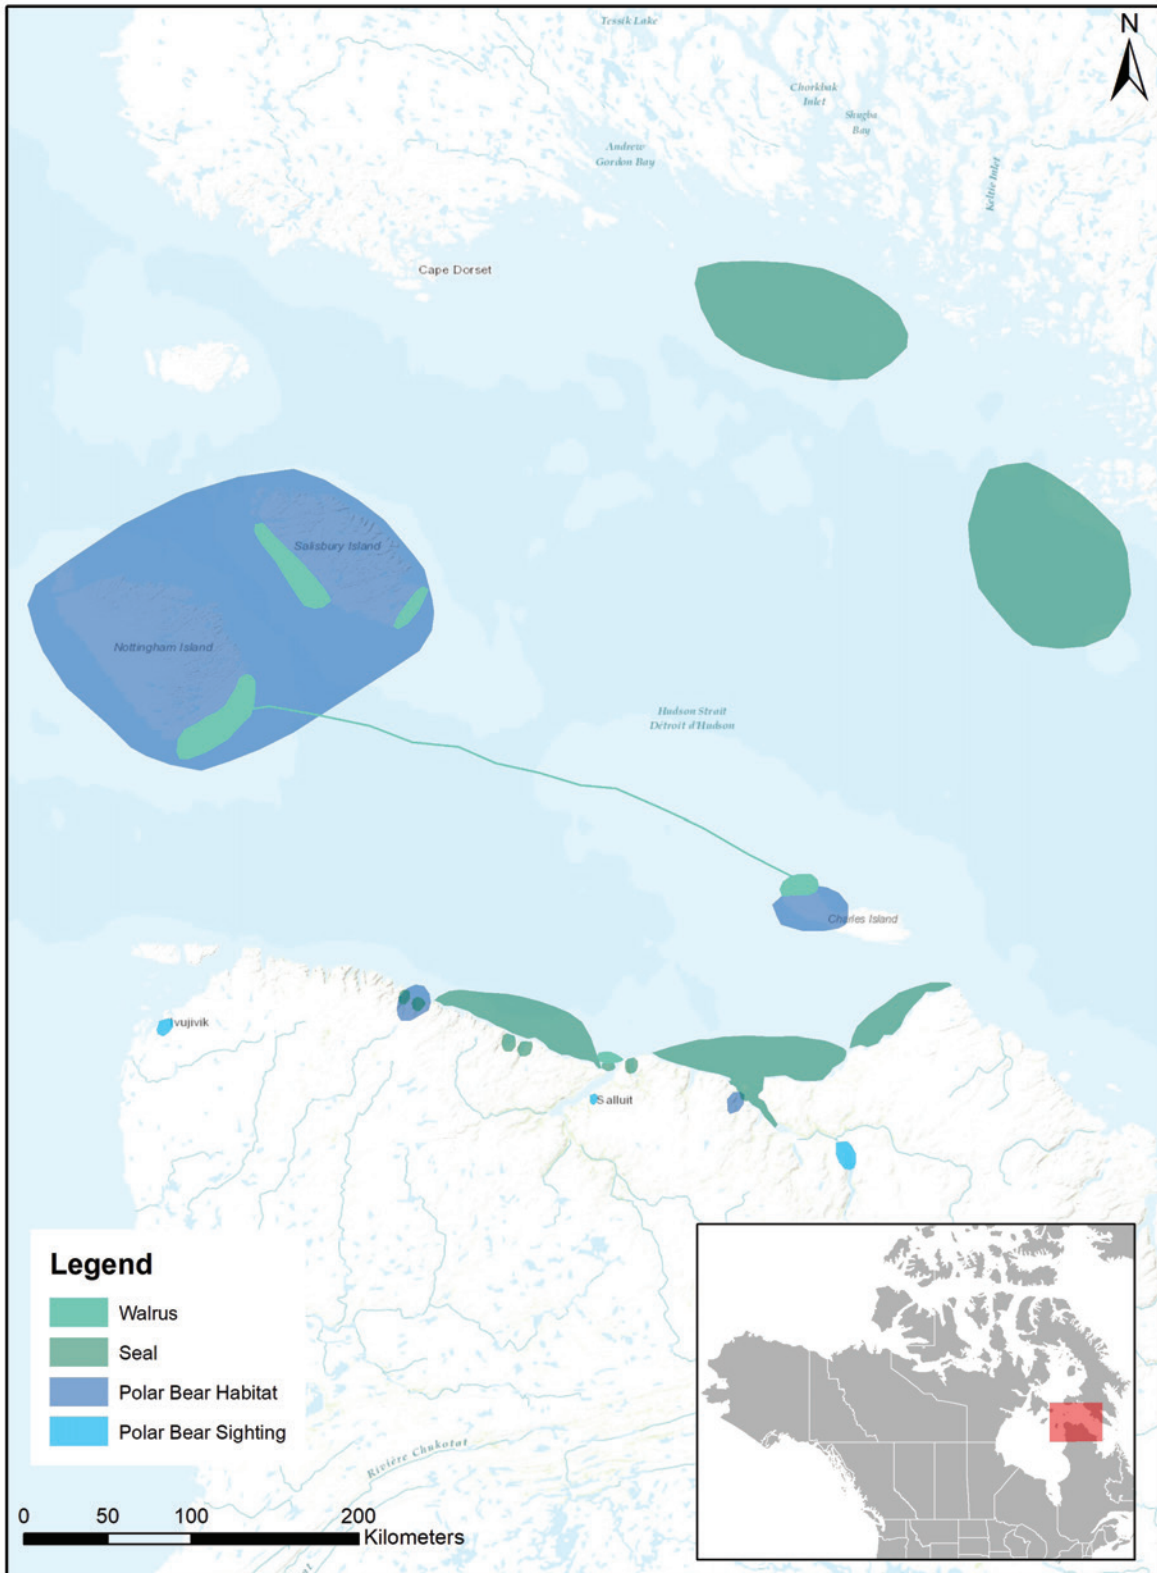 Tessik Lake
N
Chorkbak
Inlet
Shugba
Bay
Andrew
Gordon Bay
Keltie Inlet
Cape Dorset
Salisbury Island
Nottingham Island
Hudson Strait
Détroit d'Hudson
Charles Island
Ivujivik
Salluit
Legend
Walrus
Seal
Polar Bear Habitat
Polar Bear Sighting
Rivière Chukotat
0 50 100 200
Kilometers